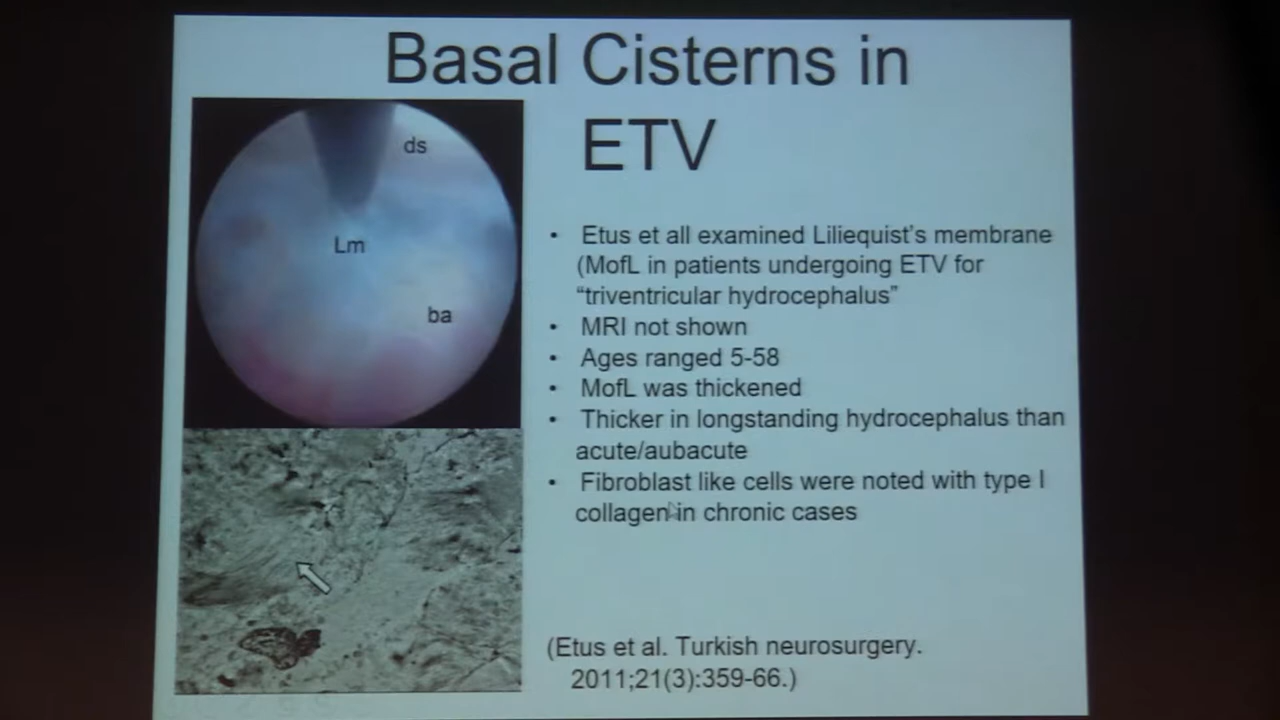 Basal Cisterns in
ETV
ds
Lm
ba
• Etus et all examined Liliequist's membrane
(MofL in patients undergoing ETV for
“triventricular hydrocephalus”
• MRI not shown
• Ages ranged 5-58
• MofL was thickened
• Thicker in longstanding hydrocephalus than
acute/aubacute
• Fibroblast like cells were noted with type I
collagen in chronic cases
(Etus et al. Turkish neurosurgery.
2011;21(3):359-66.)